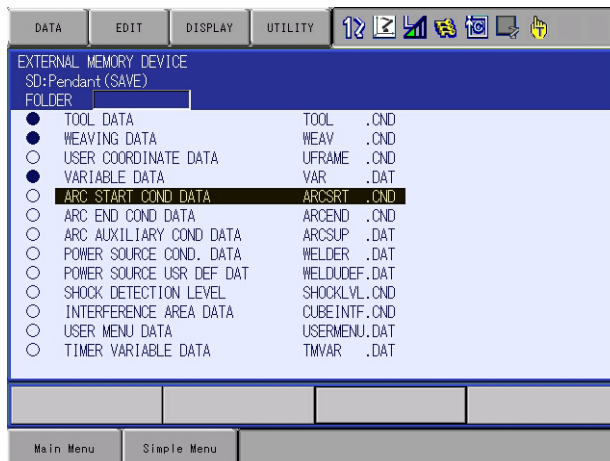 DATA EDIT DISPLAY UTILITY 12
EXTERNAL MEMORY DEVICE
SD:Pendant(SAVE)
FOLDER
TOOL DATA TOOL .CND
WEAVING DATA WEAV .CND
USER COORDINATE DATA UFRAME .CND
VARIABLE DATA VAR .DAT
ARC START COND DATA ARCSRT .CND
ARC END COND DATA ARCEND .CND
ARC AUXILIARY COND DATA ARCSUP .DAT
POWER SOURCE COND. DATA WELDER .DAT
POWER SOURCE USR DEF DAT WELDUDEF.DAT
SHOCK DETECTION LEVEL SHOCKLVL.CND
INTERFERENCE AREA DATA CUBEINTF.CND
USER MENU DATA USERMENU.DAT
TIMER VARIABLE DATA TMVAR .DAT
Main Menu Simple Menu